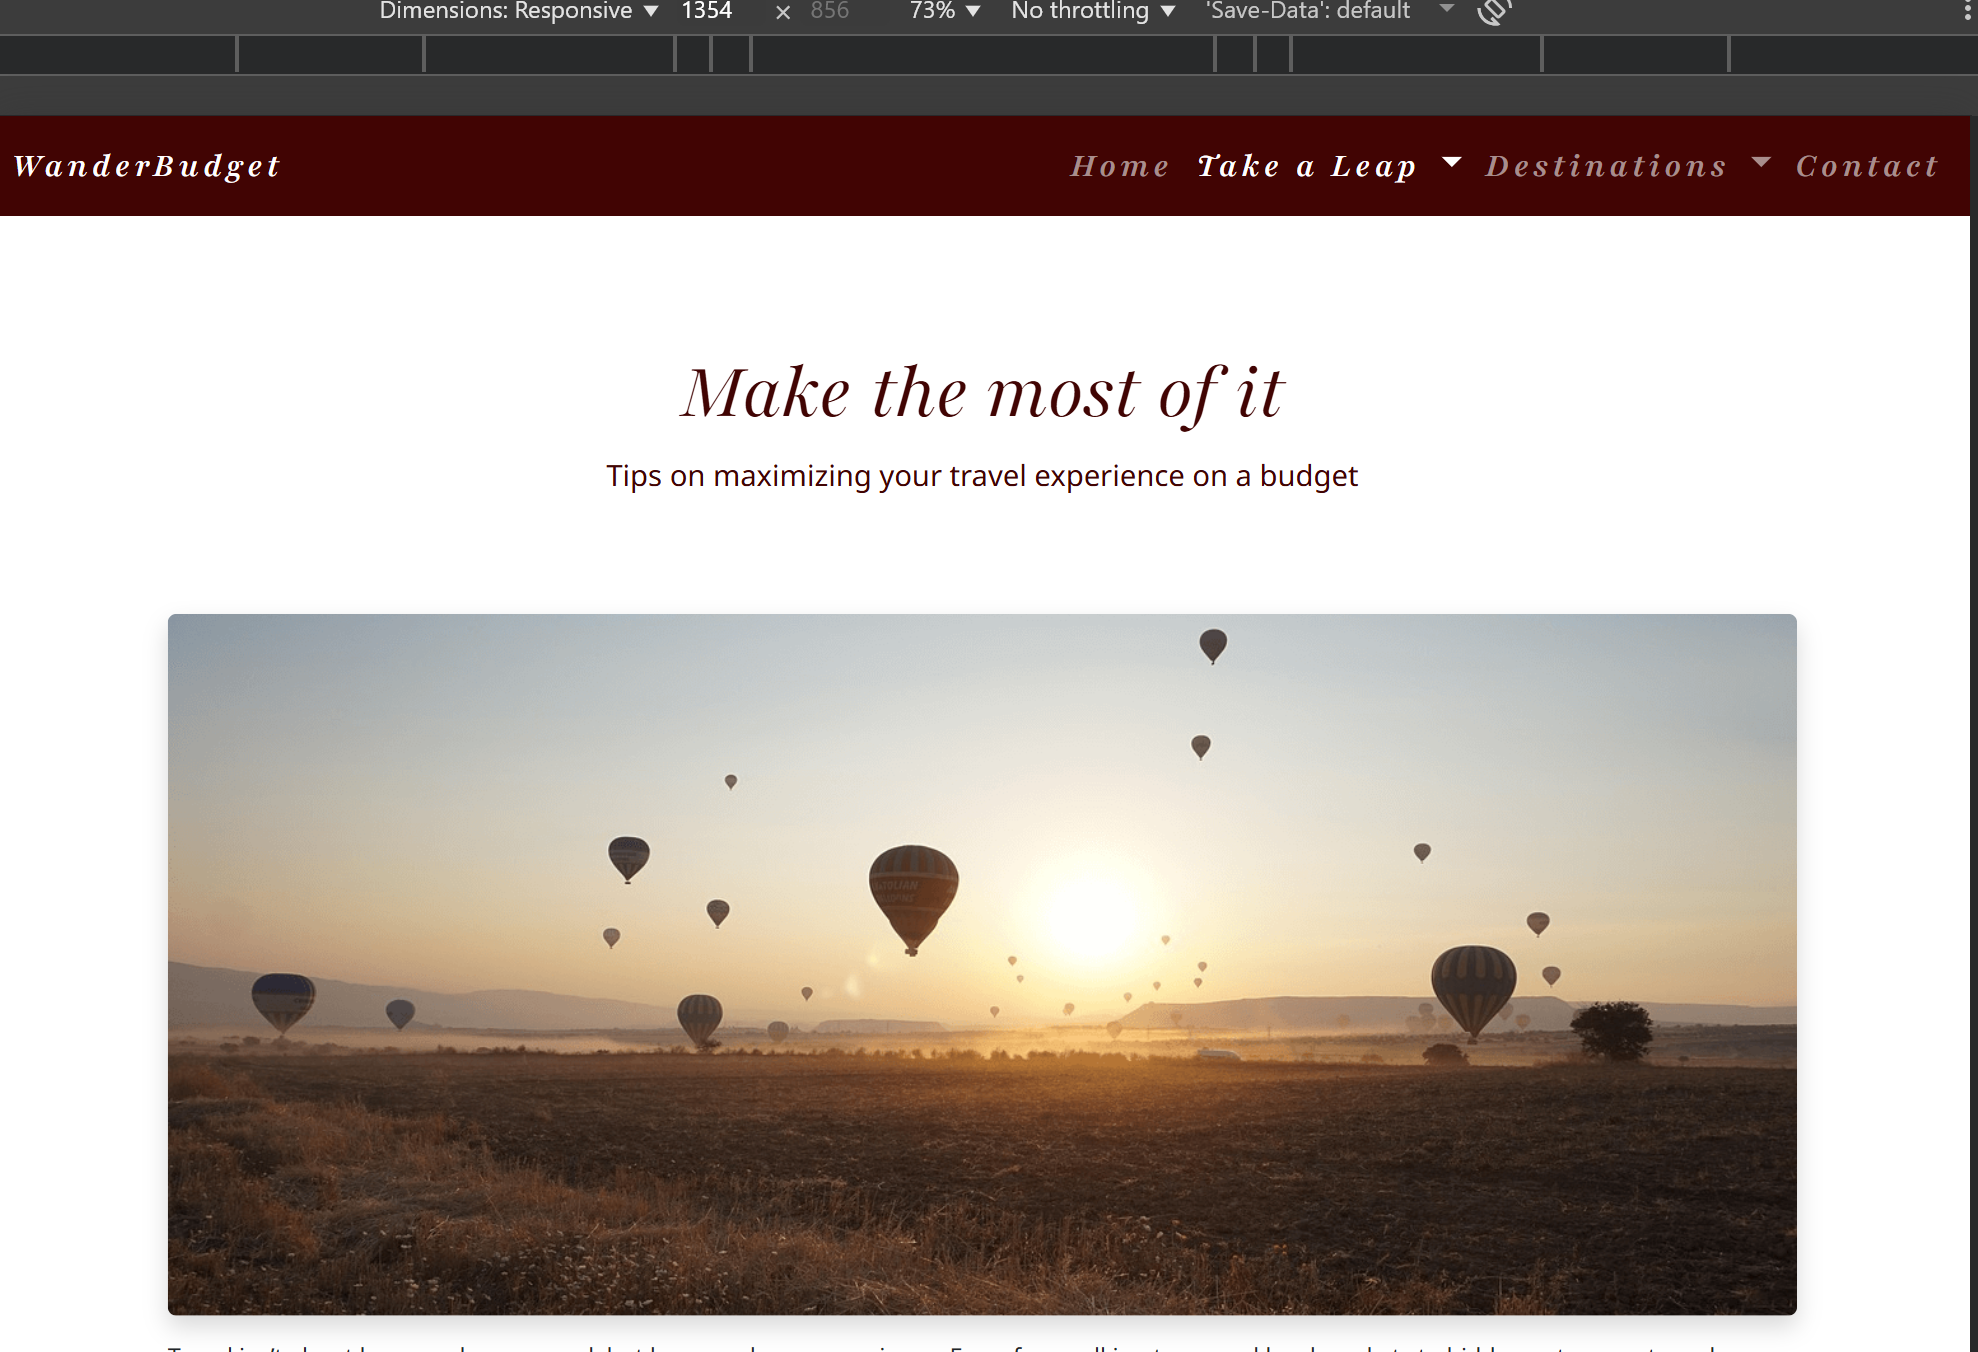 Dimensions: Responsive ▼ 1354 × 856 73% ▼ No throttling ▼ 'Save-Data': default
WanderBudget Home Take a Leap Destinations Contact
Make the most of it
Tips on maximizing your travel experience on a budget